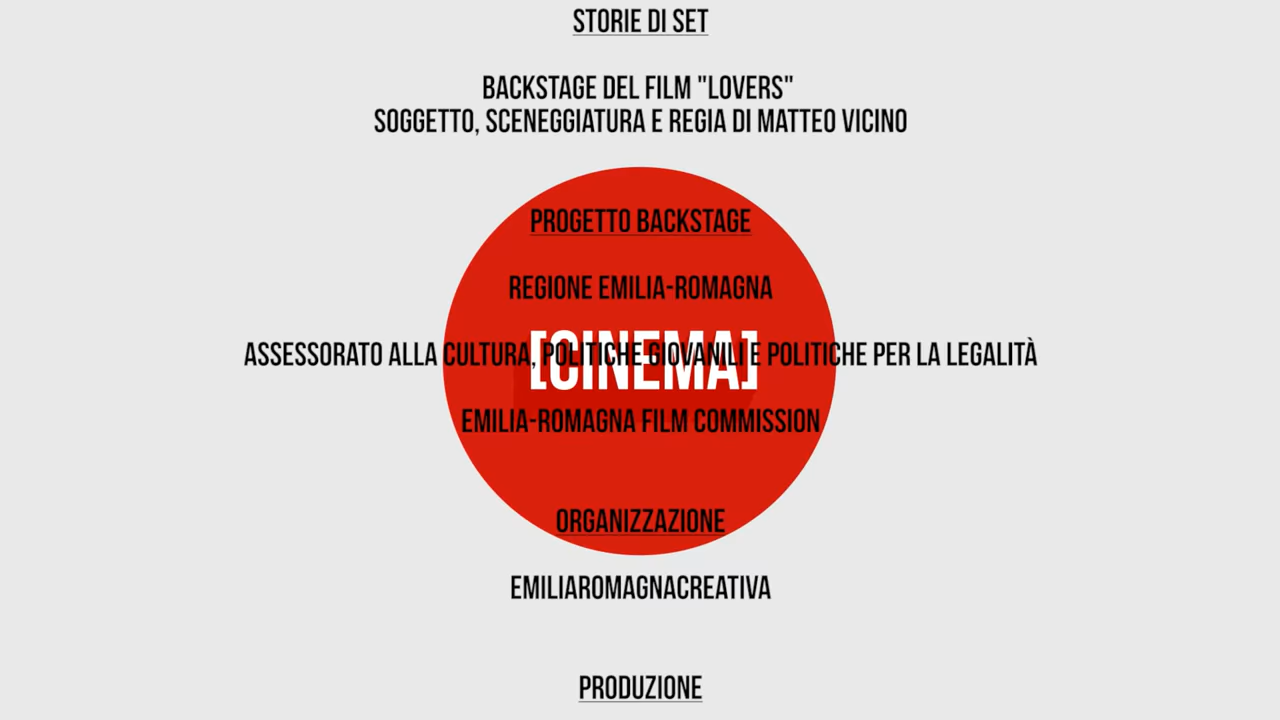 STORIE DI SET
BACKSTAGE DEL FILM "LOVERS"
SOGGETTO, SCENEGGIATURA E REGIA DI MATTEO VICINO
PROGETTO BACKSTAGE
REGIONE EMILIA-ROMAGNA
[CINEMA]
ASSESSORATO ALLA CULTURA, POLITICHE GIOVANILI E POLITICHE PER LA LEGALITÀ
EMILIA-ROMAGNA FILM COMMISSION
ORGANIZZAZIONE
EMILIAROMAGNACREATIVA
PRODUZIONE